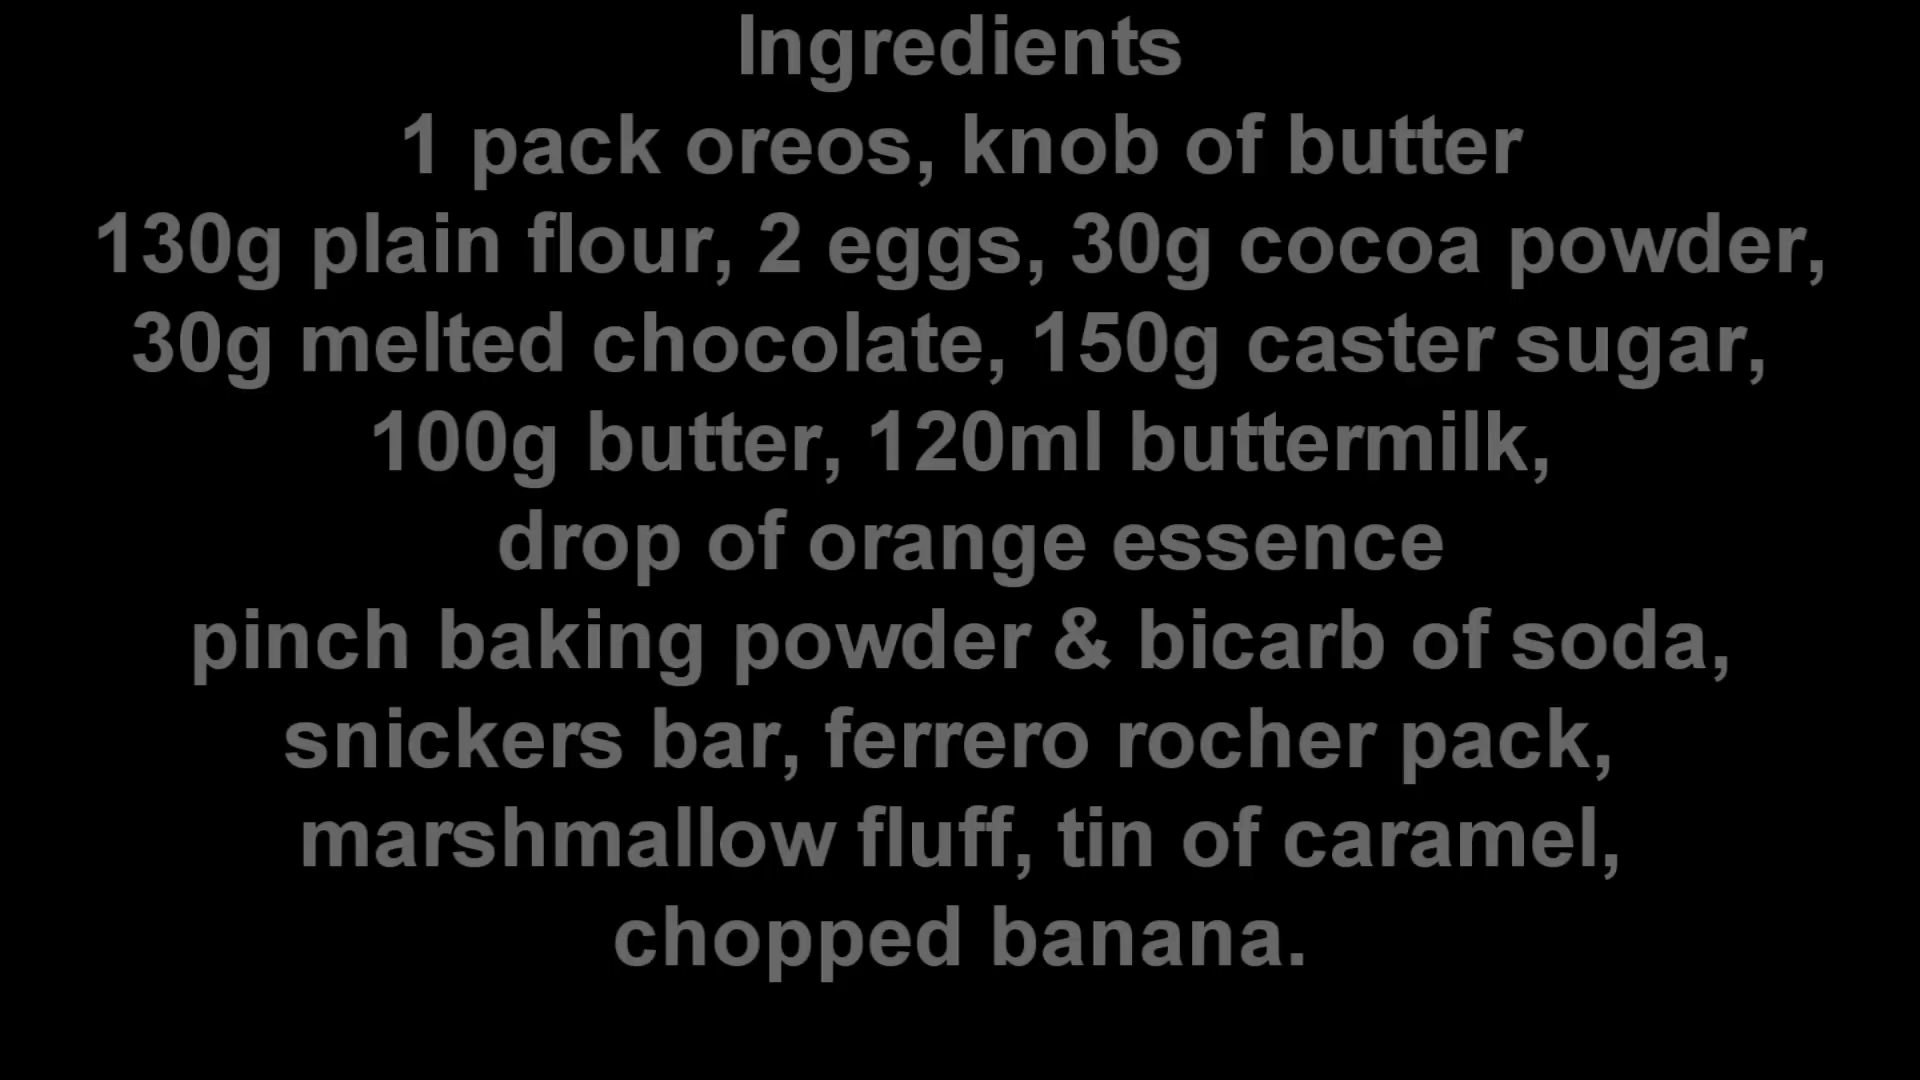 Ingredients
1 pack oreos, knob of butter
130g plain flour, 2 eggs, 30g cocoa powder,
30g melted chocolate, 150g caster sugar,
100g butter, 120ml buttermilk,
drop of orange essence
pinch baking powder & bicarb of soda,
snickers bar, ferrero rocher pack,
marshmallow fluff, tin of caramel,
chopped banana.